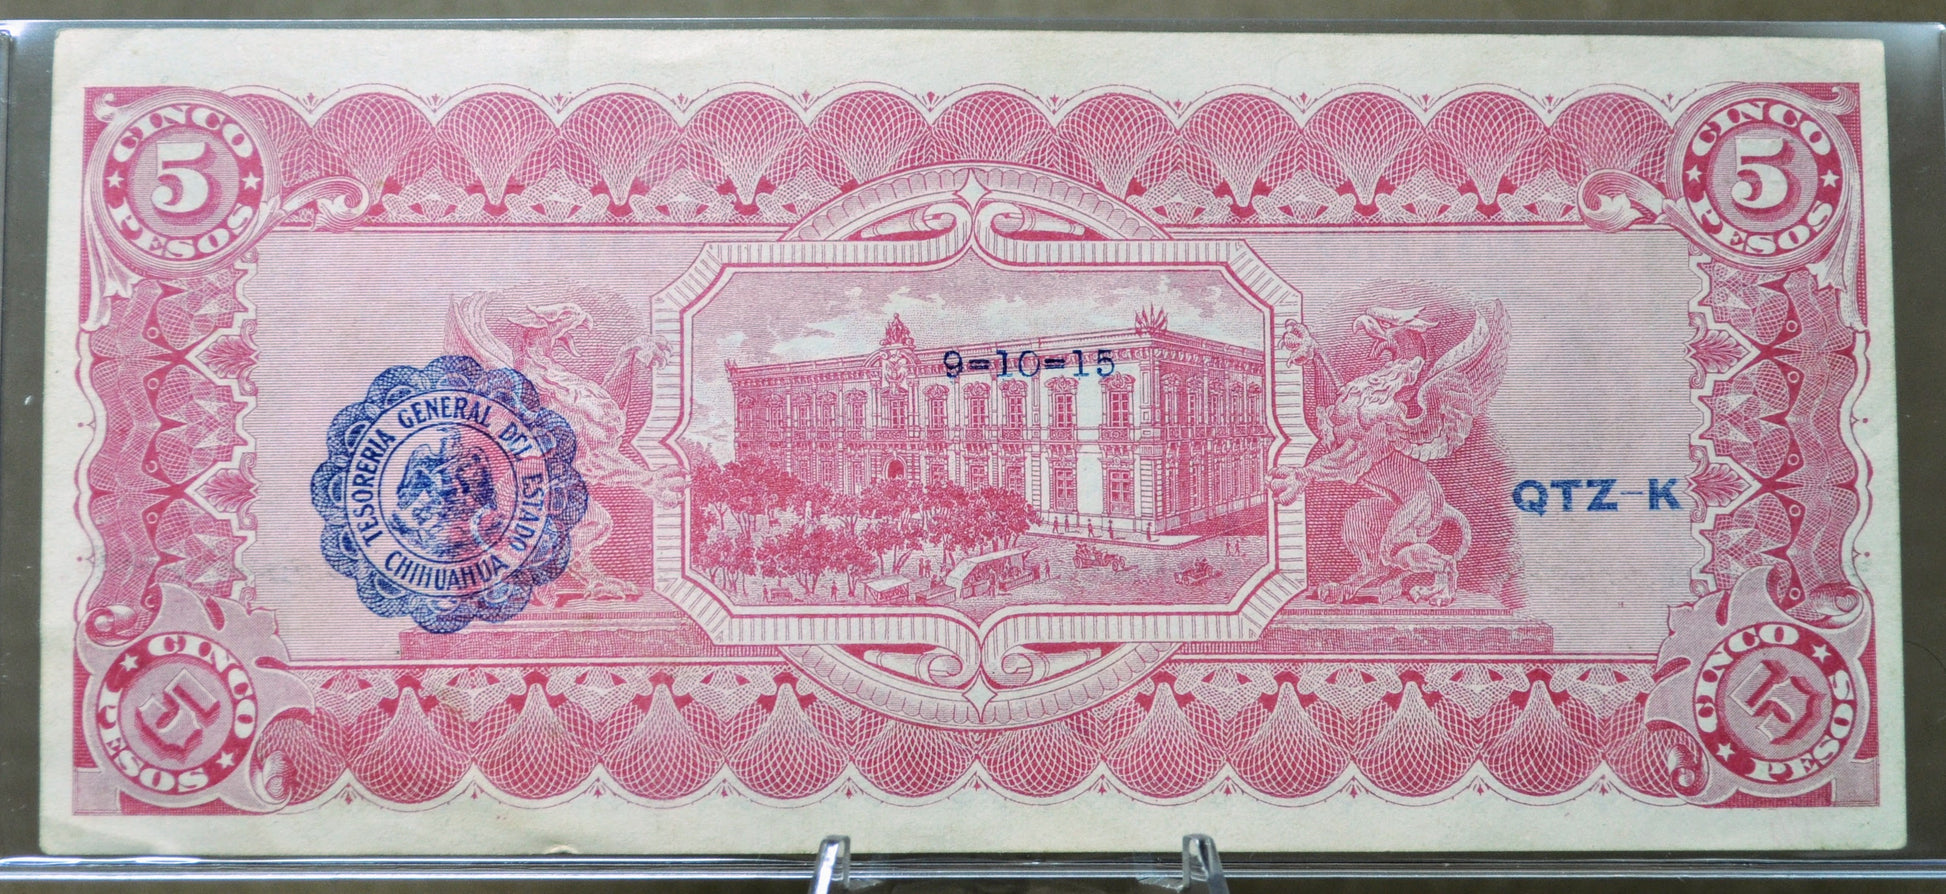 CINCO
5
PESOS
CINCO
5
PESOS
9=10=15
TESORERIA GENERAL DEL ESTADO
CHIHUAHUA
QTZ-K
CINCO
5
PESOS
CINCO
5
PESOS